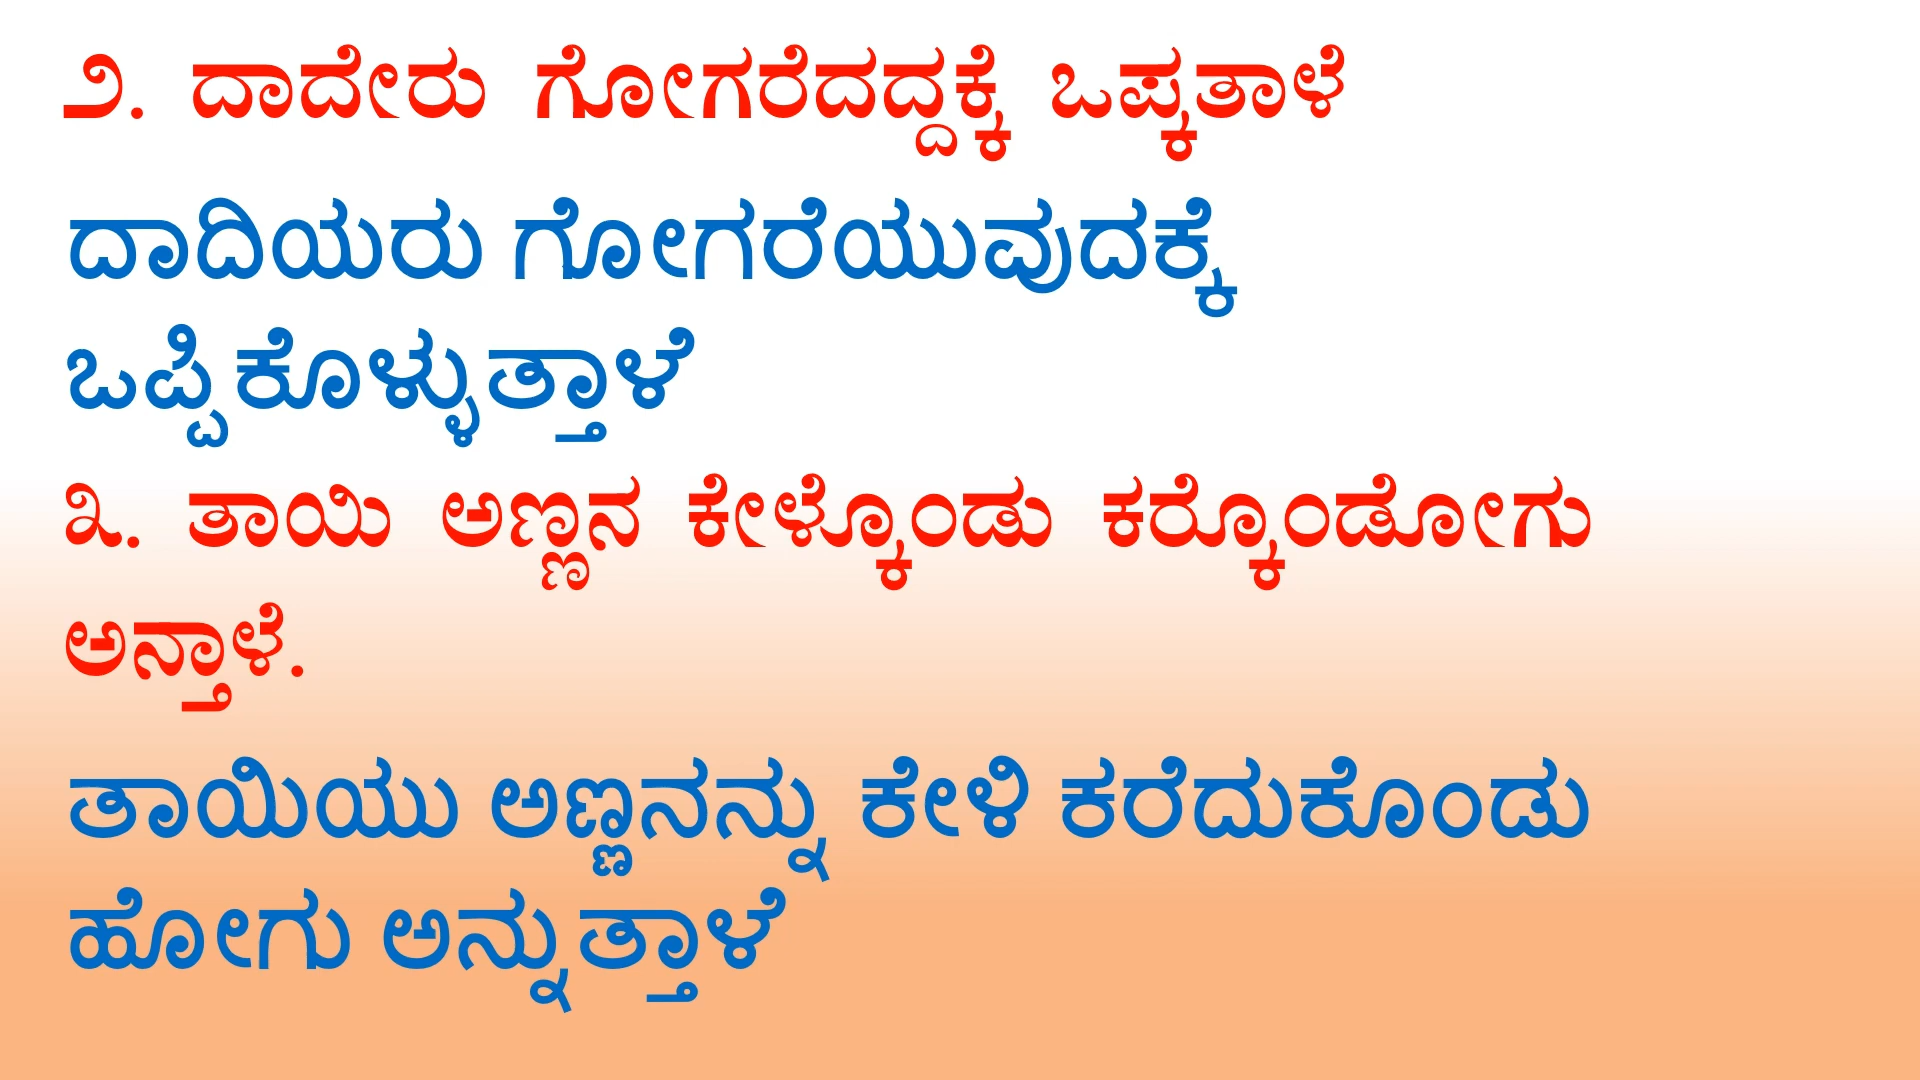 ೨. ದಾದೇರು ಗೋಗರೆದದ್ದಕ್ಕೆ ಒಪ್ಕತಾಳೆ
ದಾದಿಯರು ಗೋಗರೆಯುವುದಕ್ಕೆ
ಒಪ್ಪಿಕೊಳ್ಳುತ್ತಾಳೆ
೩. ತಾಯಿ ಅಣ್ಣನ ಕೇಳ್ಕೊಂಡು ಕರ್‍ಕೊಂಡೋಗು
ಅನ್ತಾಳೆ.
ತಾಯಿಯು ಅಣ್ಣನನ್ನು ಕೇಳಿ ಕರೆದುಕೊಂಡು
ಹೋಗು ಅನ್ನುತ್ತಾಳೆ